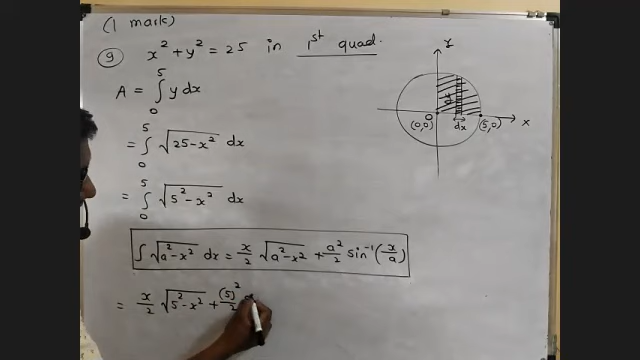 (1 mark)
⑨ x² + y² = 25 in 1st quad.
A = ∫₀⁵ y dx
= ∫₀⁵ √(25-x²) dx
= ∫₀⁵ √(5²-x²) dx
∫ √(a²-x²) dx = x/2 √(a²-x²) + a²/2 sin⁻¹(x/a)
= x/2 √(5²-x²) + (5)²/2
Y
y
O
(0,0)
dx
(5,0)
x